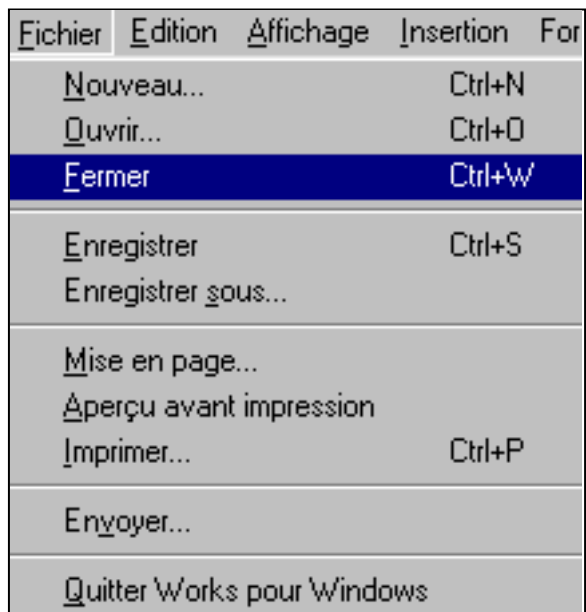 Fichier Edition Affichage Insertion For
Nouveau... Ctrl+N
Ouvrir... Ctrl+O
Fermer Ctrl+W
Enregistrer Ctrl+S
Enregistrer sous...
Mise en page...
Aperçu avant impression
Imprimer... Ctrl+P
Envoyer...
Quitter Works pour Windows